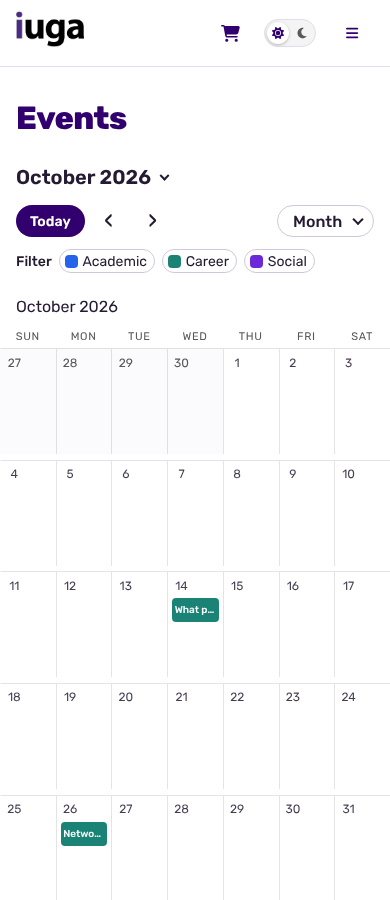 iuga
Events
October 2026
Today
Month
Filter Academic Career Social
October 2026
SUN MON TUE WED THU FRI SAT
27 28 29 30 1 2 3
4 5 6 7 8 9 10
11 12 13 14 15 16 17
What p...
18 19 20 21 22 23 24
25 26 27 28 29 30 31
Netwo...